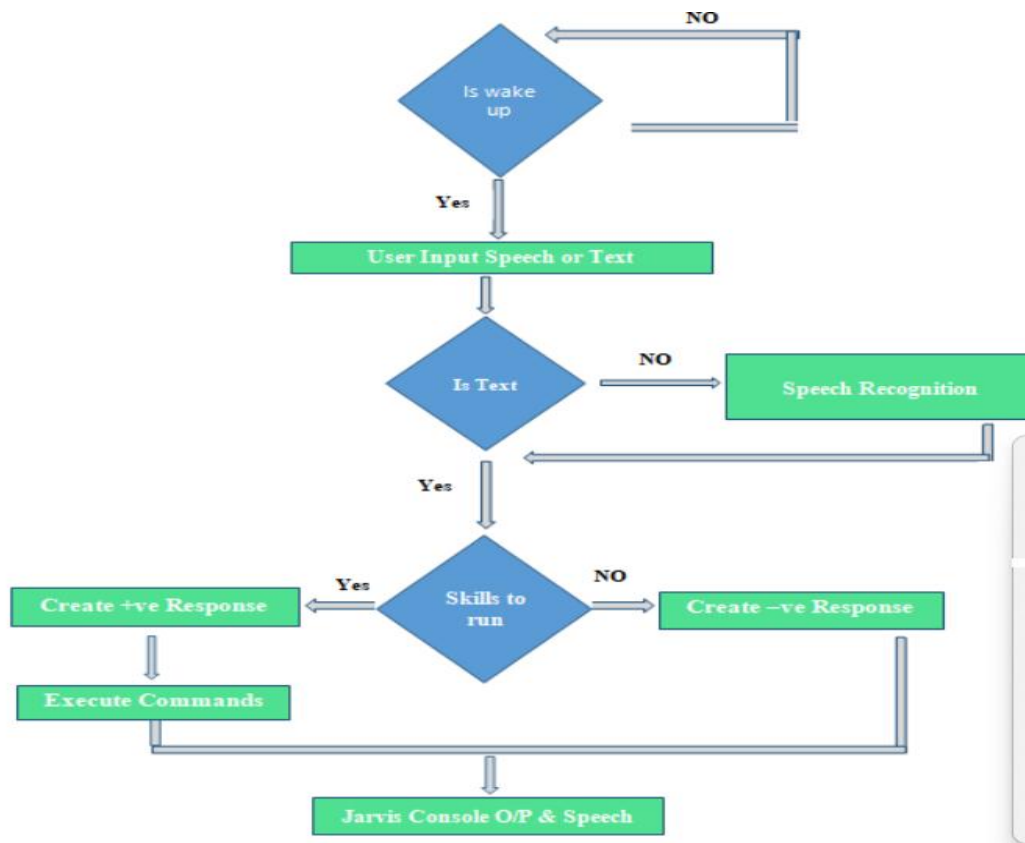 NO
Is wake
up
Yes
User Input Speech or Text
Is Text
NO
Speech Recognition
Yes
Skills to
run
Yes
NO
Create +ve Response
Create –ve Response
Execute Commands
Jarvis Console O/P & Speech